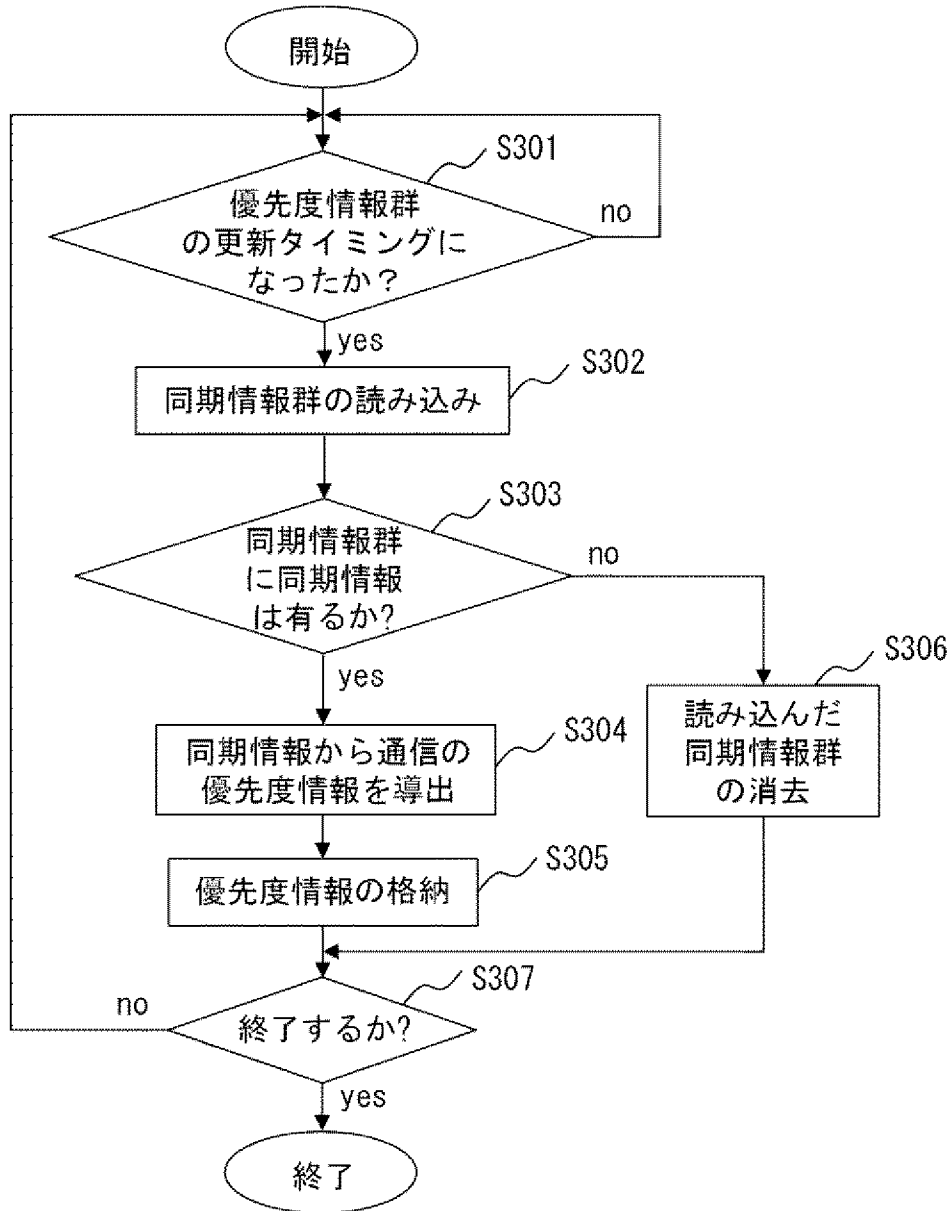 開始
S301
優先度情報群
の更新タイミングに
なったか？
no
yes
S302
同期情報群の読み込み
S303
同期情報群
に同期情報
は有るか?
no
yes
S306
読み込んだ
同期情報群
の消去
S304
同期情報から通信の
優先度情報を導出
S305
優先度情報の格納
S307
no
終了するか?
yes
終了